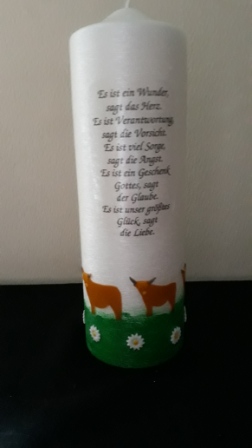 Es ist ein Wunder,
sagt das Herz.
Es ist Verantwortung,
sagt die Vorsicht.
Es ist viel Sorge,
sagt die Angst.
Es ist ein Geschenk
Gottes, sagt
der Glaube.
Es ist unser größtes
Glück, sagt
die Liebe.